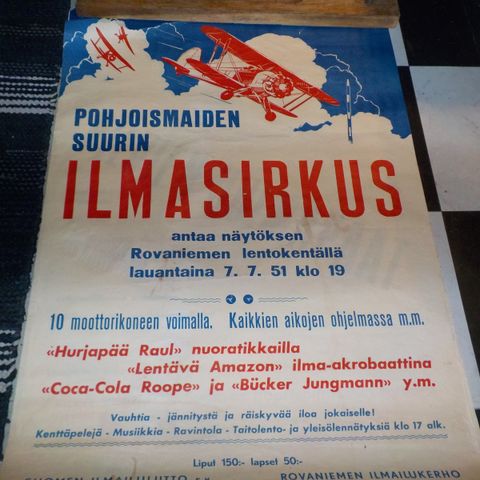 POHJOISMAIDEN
SUURIN
ILMASIRKUS
antaa näytöksen
Rovaniemen lentokentällä
lauantaina 7. 7. 51 klo 19
10 moottorikoneen voimalla. Kaikkien aikojen ohjelmassa m.m.
«Hurjapää Raul» nuoratikkailla
«Lentävä Amazon» ilma-akrobaattina
«Coca-Cola Roope» ja «Bücker Jungmann» y.m.
Vauhtia - jännitystä ja räiskyvää iloa jokaiselle!
Kenttäpelejä - Musiikkia - Ravintola - Taitolento- ja yleisölennätyksiä klo 17 alk.
Liput 150:- lapset 50:-
SUOMEN ILMAILULIITTO r.y. ROVANIEMEN ILMAILUKERHO